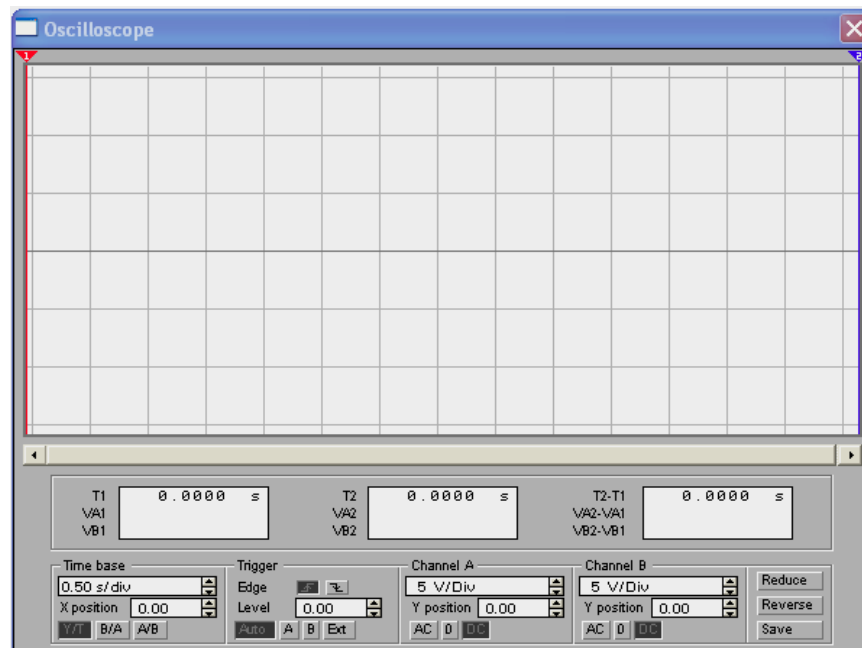 Oscilloscope
1 2
T1 0.0000 s T2 0.0000 s T2-T1 0.0000 s
VA1 VA2 VA2-VA1
VB1 VB2 VB2-VB1
Time base Trigger Channel A Channel B
0.50 s/div Edge 5 V/Div 5 V/Div Reduce
X position 0.00 Level 0.00 Y position 0.00 Y position 0.00 Reverse
Y/T B/A A/B Auto A B Ext AC 0 DC AC 0 DC Save